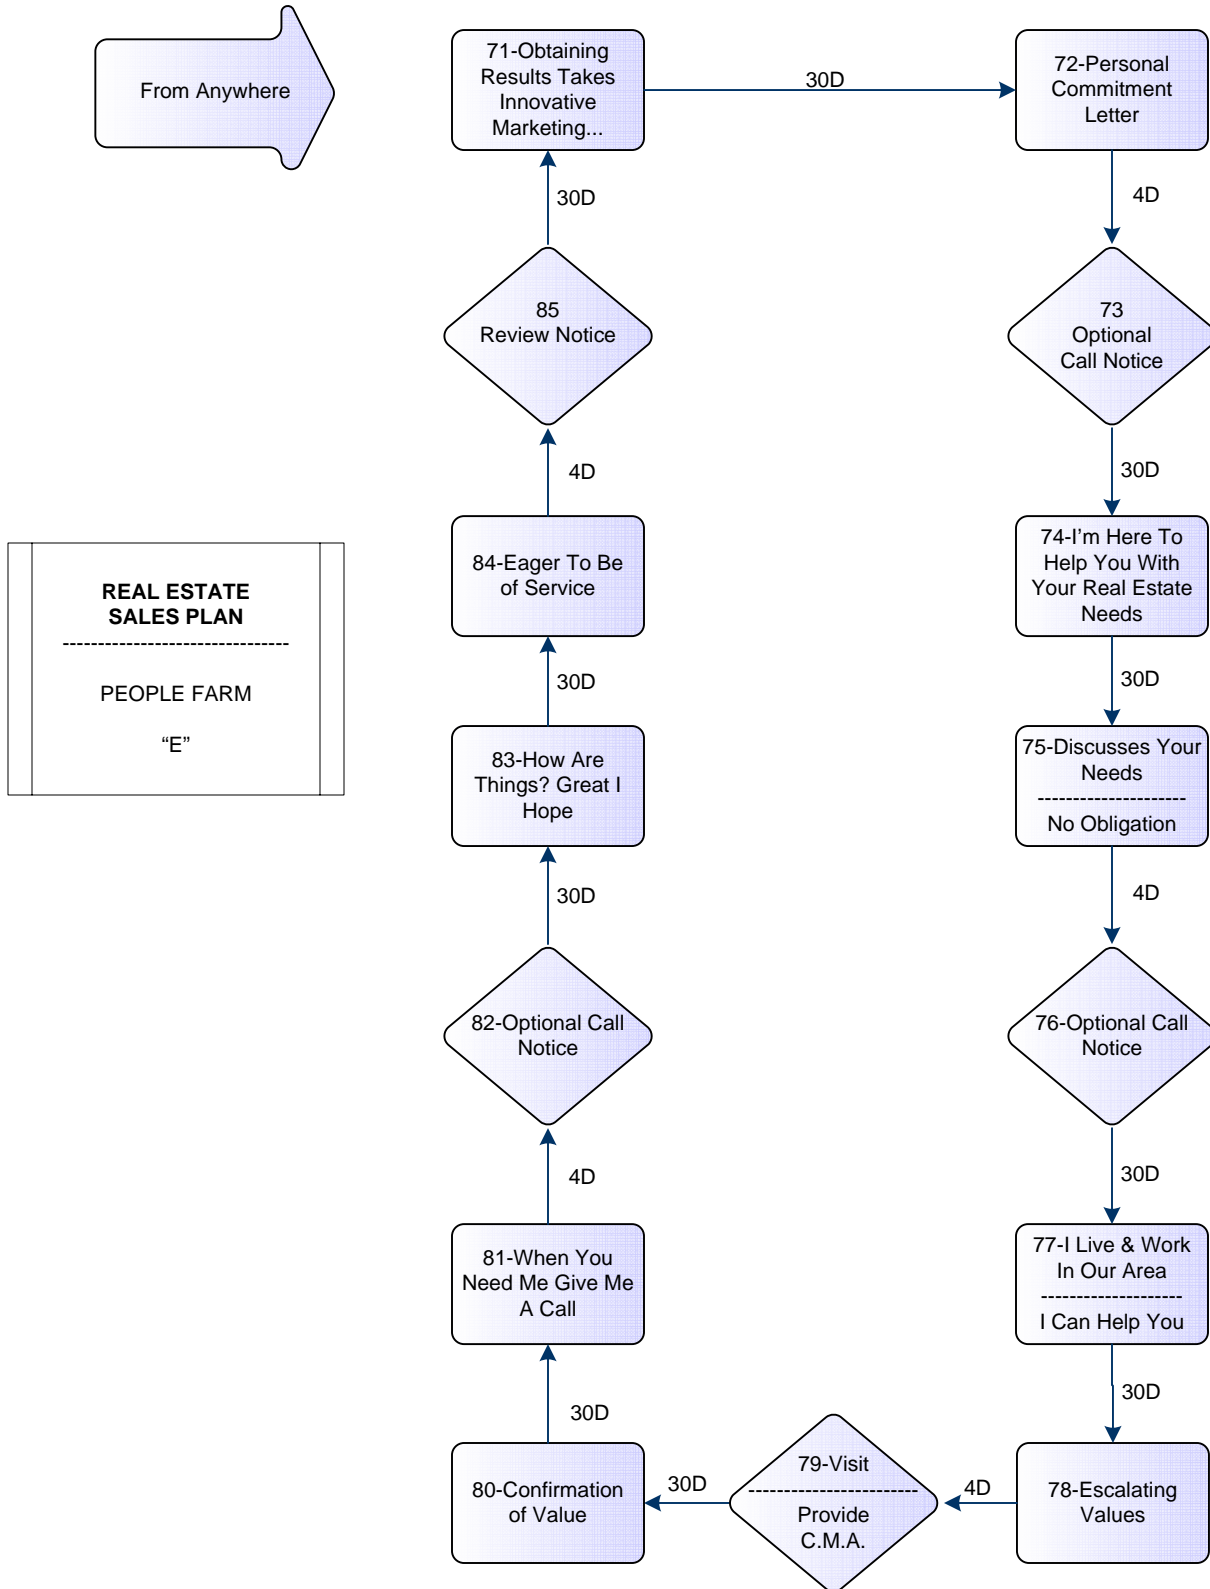 From Anywhere
71-Obtaining
Results Takes
Innovative
Marketing...
30D
72-Personal
Commitment
Letter
4D
73
Optional
Call Notice
30D
74-I’m Here To
Help You With
Your Real Estate
Needs
30D
75-Discusses Your
Needs
---------------------
No Obligation
4D
76-Optional Call
Notice
30D
77-I Live & Work
In Our Area
--------------------
I Can Help You
30D
78-Escalating
Values
4D
79-Visit
-----------------------
Provide
C.M.A.
30D
80-Confirmation
of Value
30D
81-When You
Need Me Give Me
A Call
4D
82-Optional Call
Notice
30D
83-How Are
Things? Great I
Hope
30D
84-Eager To Be
of Service
4D
85
Review Notice
30D
REAL ESTATE
SALES PLAN
--------------------------------
PEOPLE FARM
“E”